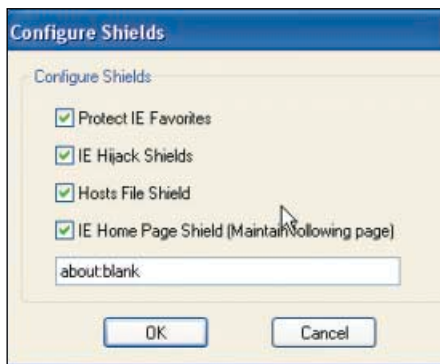 Configure Shields
Configure Shields
Protect IE Favorites
IE Hijack Shields
Hosts File Shield
IE Home Page Shield (Maintain following page)
about:blank
OK Cancel